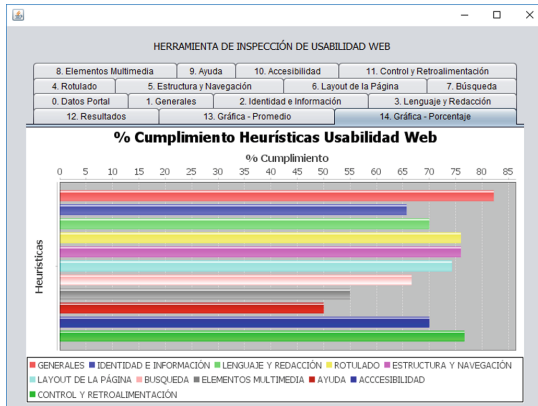 HERRAMIENTA DE INSPECCIÓN DE USABILIDAD WEB
8. Elementos Multimedia 9. Ayuda 10. Accesibilidad 11. Control y Retroalimentación
4. Rotulado 5. Estructura y Navegación 6. Layout de la Página 7. Búsqueda
0. Datos Portal 1. Generales 2. Identidad e Información 3. Lenguaje y Redacción
12. Resultados 13. Gráfica - Promedio 14. Gráfica - Porcentaje
% Cumplimiento Heurísticas Usabilidad Web
% Cumplimiento
0 5 10 15 20 25 30 35 40 45 50 55 60 65 70 75 80 85
Heurísticas
GENERALES IDENTIDAD E INFORMACIÓN LENGUAJE Y REDACCIÓN ROTULADO ESTRUCTURA Y NAVEGACIÓN
LAYOUT DE LA PÁGINA BUSQUEDA ELEMENTOS MULTIMEDIA AYUDA ACCCESIBILIDAD
CONTROL Y RETROALIMENTACIÓN